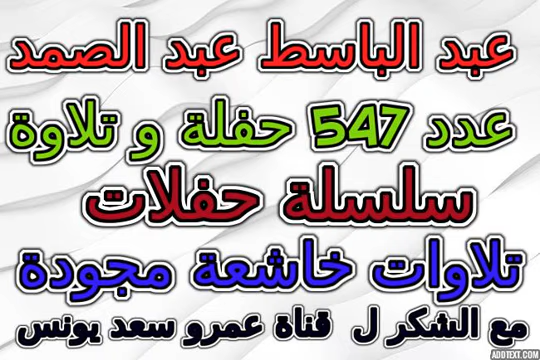 عبد الباسط عبد الصمد
عدد 547 حفلة و تلاوة
سلسلة حفلات
تلاوات خاشعة مجودة
مع الشكر ل قناة عمرو سعد يونس
ADDTEXT.COM